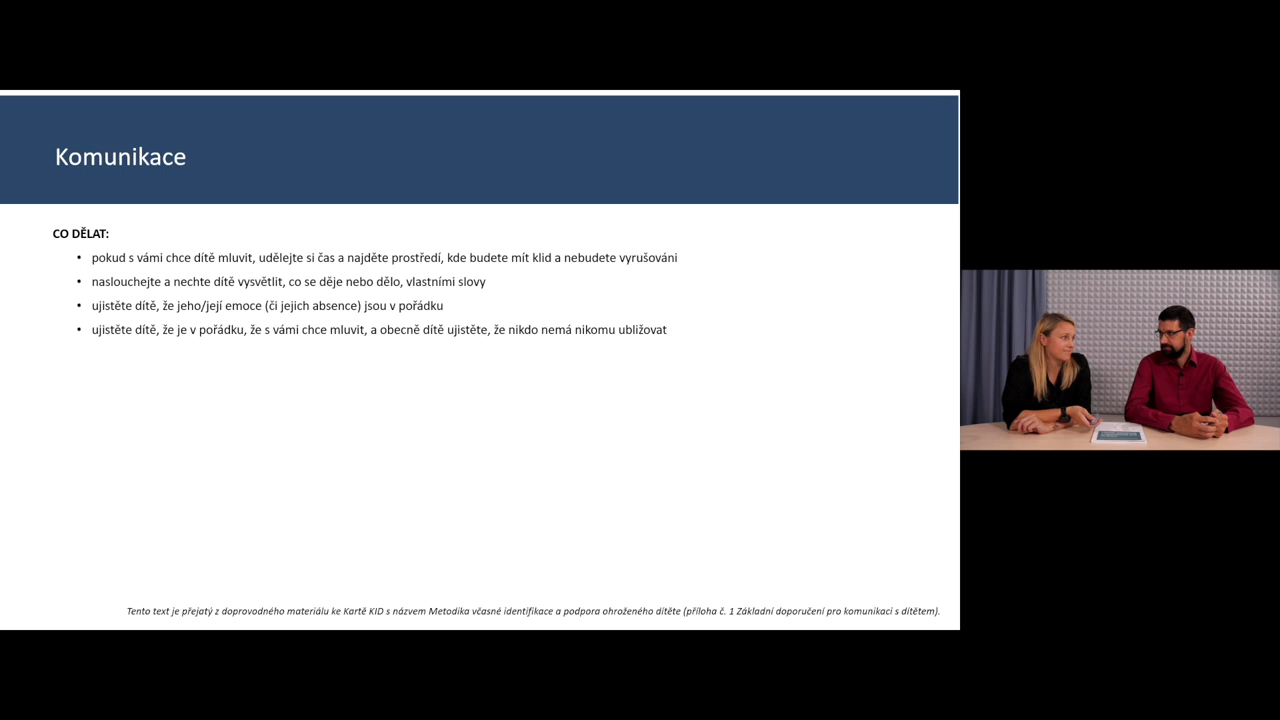 Komunikace
CO DĚLAT:
• pokud s vámi chce dítě mluvit, udělejte si čas a najděte prostředí, kde budete mít klid a nebudete vyrušováni
• naslouchejte a nechte dítě vysvětlit, co se děje nebo dělo, vlastními slovy
• ujistěte dítě, že jeho/její emoce (či jejich absence) jsou v pořádku
• ujistěte dítě, že je v pořádku, že s vámi chce mluvit, a obecně dítě ujistěte, že nikdo nemá nikomu ubližovat
Tento text je přejatý z doprovodného materiálu ke Kartě KID s názvem Metodika včasné identifikace a podpora ohroženého dítěte (příloha č. 1 Základní doporučení pro komunikaci s dítětem).